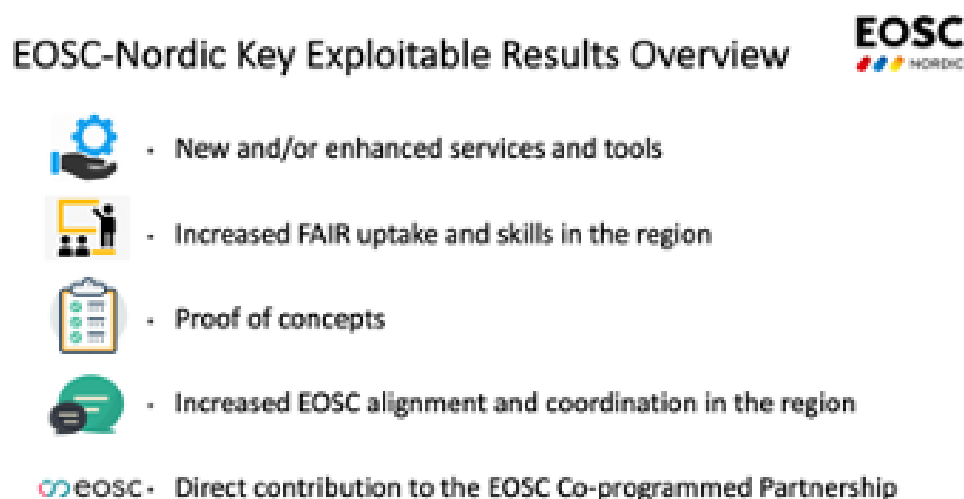 EOSC-Nordic Key Exploitable Results Overview
EOSC
NORDIC
· New and/or enhanced services and tools
· Increased FAIR uptake and skills in the region
· Proof of concepts
· Increased EOSC alignment and coordination in the region
eosc · Direct contribution to the EOSC Co-programmed Partnership